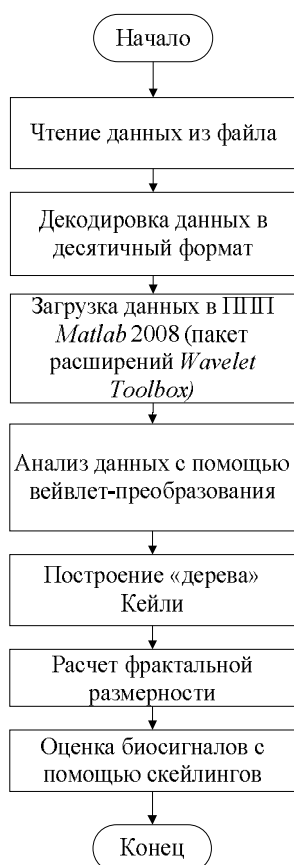 Начало
Чтение данных из файла
Декодировка данных в
десятичный формат
Загрузка данных в ППП
Matlab 2008 (пакет
расширений Wavelet
Toolbox)
Анализ данных с помощью
вейвлет-преобразования
Построение «дерева»
Кейли
Расчет фрактальной
размерности
Оценка биосигналов с
помощью скейлингов
Конец